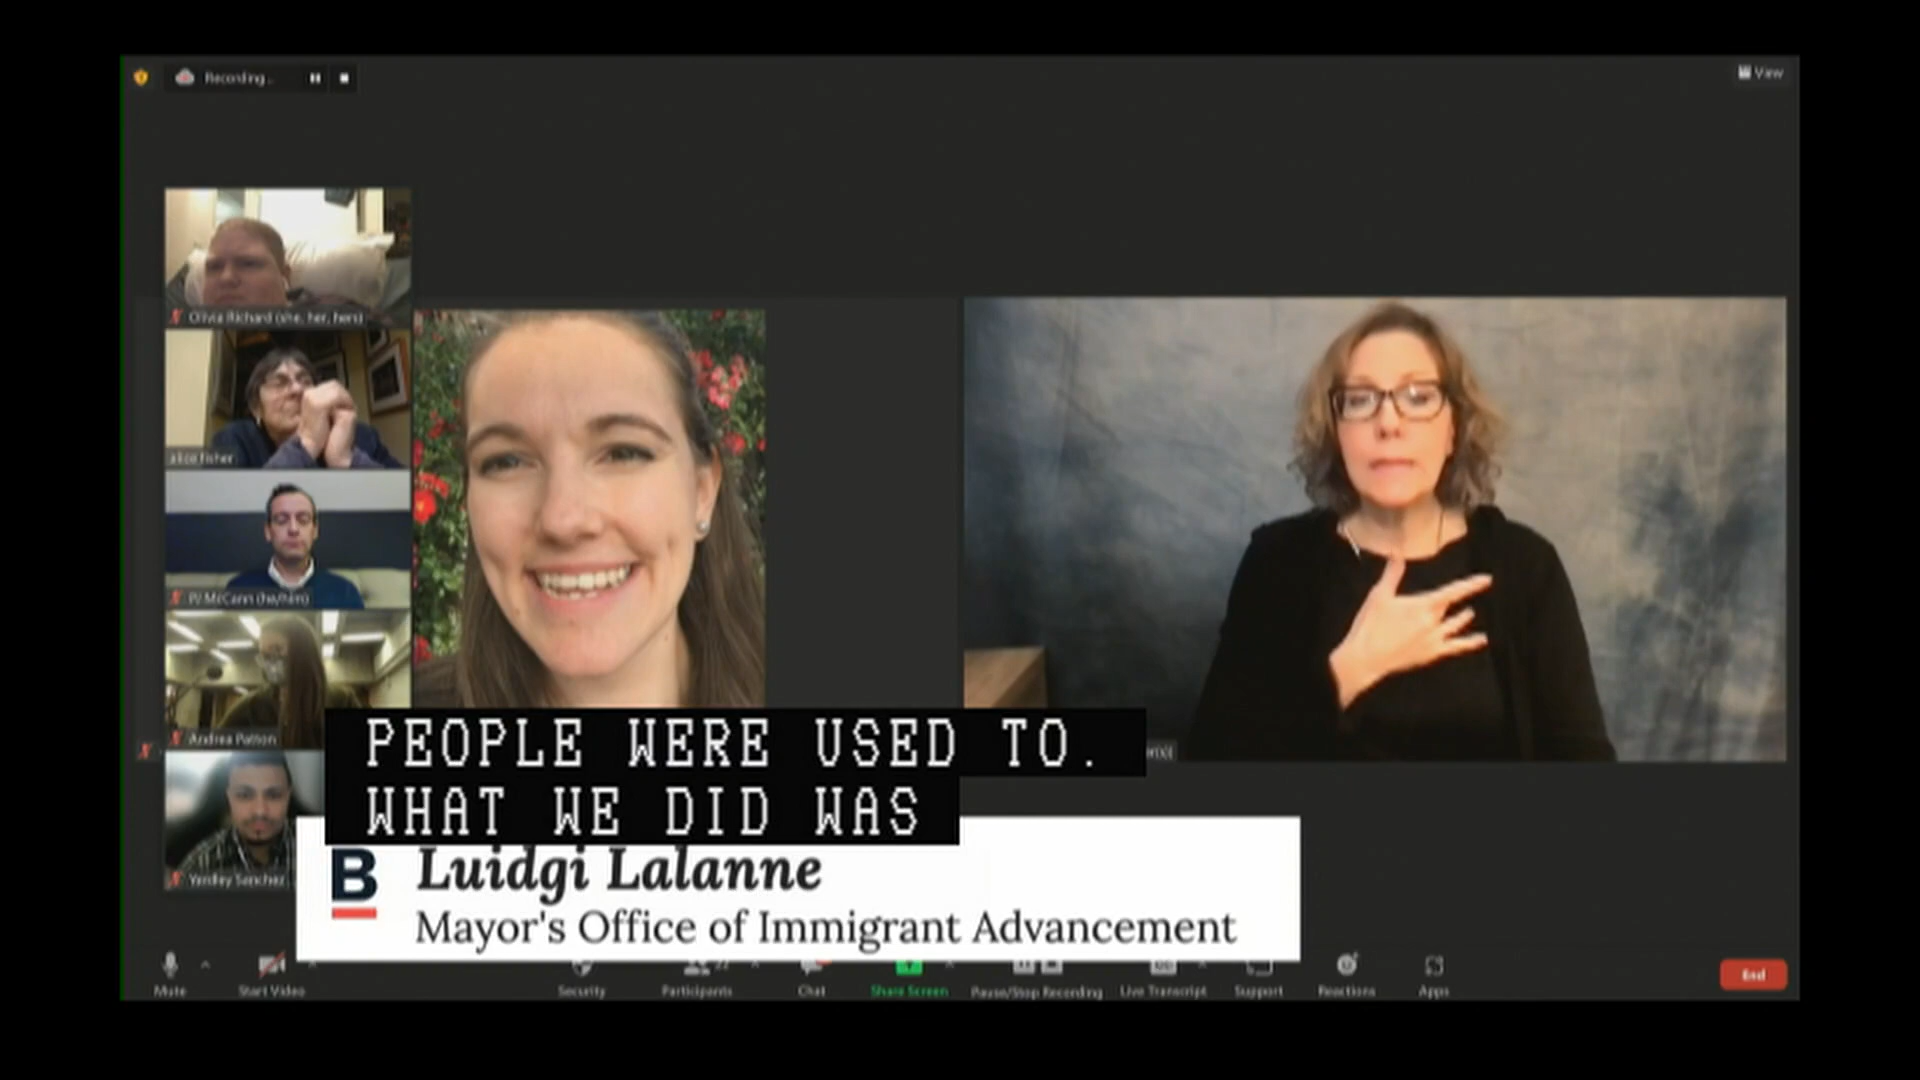 Recording...
View
Olivia Richard (she, her, hers)
alice fisher
PJ McCann (he/him)
Andrea Patton
Yardley Sanchez
PEOPLE WERE USED TO.
WHAT WE DID WAS
B
Luidgi Lalanne
Mayor's Office of Immigrant Advancement
Mute
Start Video
Security
Participants
Chat
Share Screen
Pause/Stop Recording
Live Transcript
Support
Reactions
Apps
End